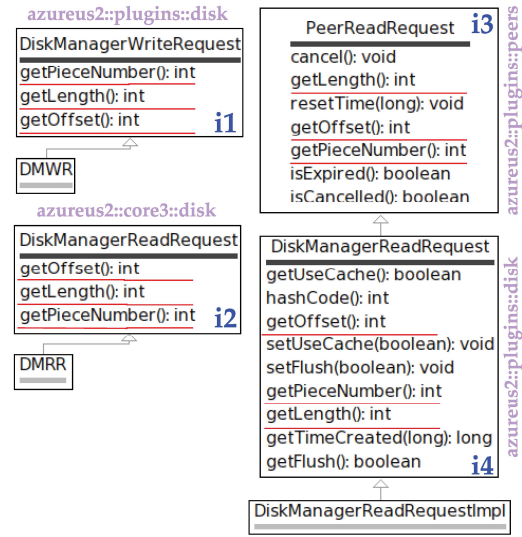 azureus2::plugins::disk
DiskManagerWriteRequest
getPieceNumber(): int
getLength(): int
getOffset(): int
i1
DMWR
azureus2::core3::disk
DiskManagerReadRequest
getOffset(): int
getLength(): int
getPieceNumber(): int
i2
DMRR
PeerReadRequest
i3
cancel(): void
getLength(): int
resetTime(long): void
getOffset(): int
getPieceNumber(): int
isExpired(): boolean
isCancelled(): boolean
azureus2::plugins::peers
DiskManagerReadRequest
getUseCache(): boolean
hashCode(): int
getOffset(): int
setUseCache(boolean): void
setFlush(boolean): void
getPieceNumber(): int
getLength(): int
getTimeCreated(long): long
getFlush(): boolean
i4
azureus2::plugins::disk
DiskManagerReadRequestImpl